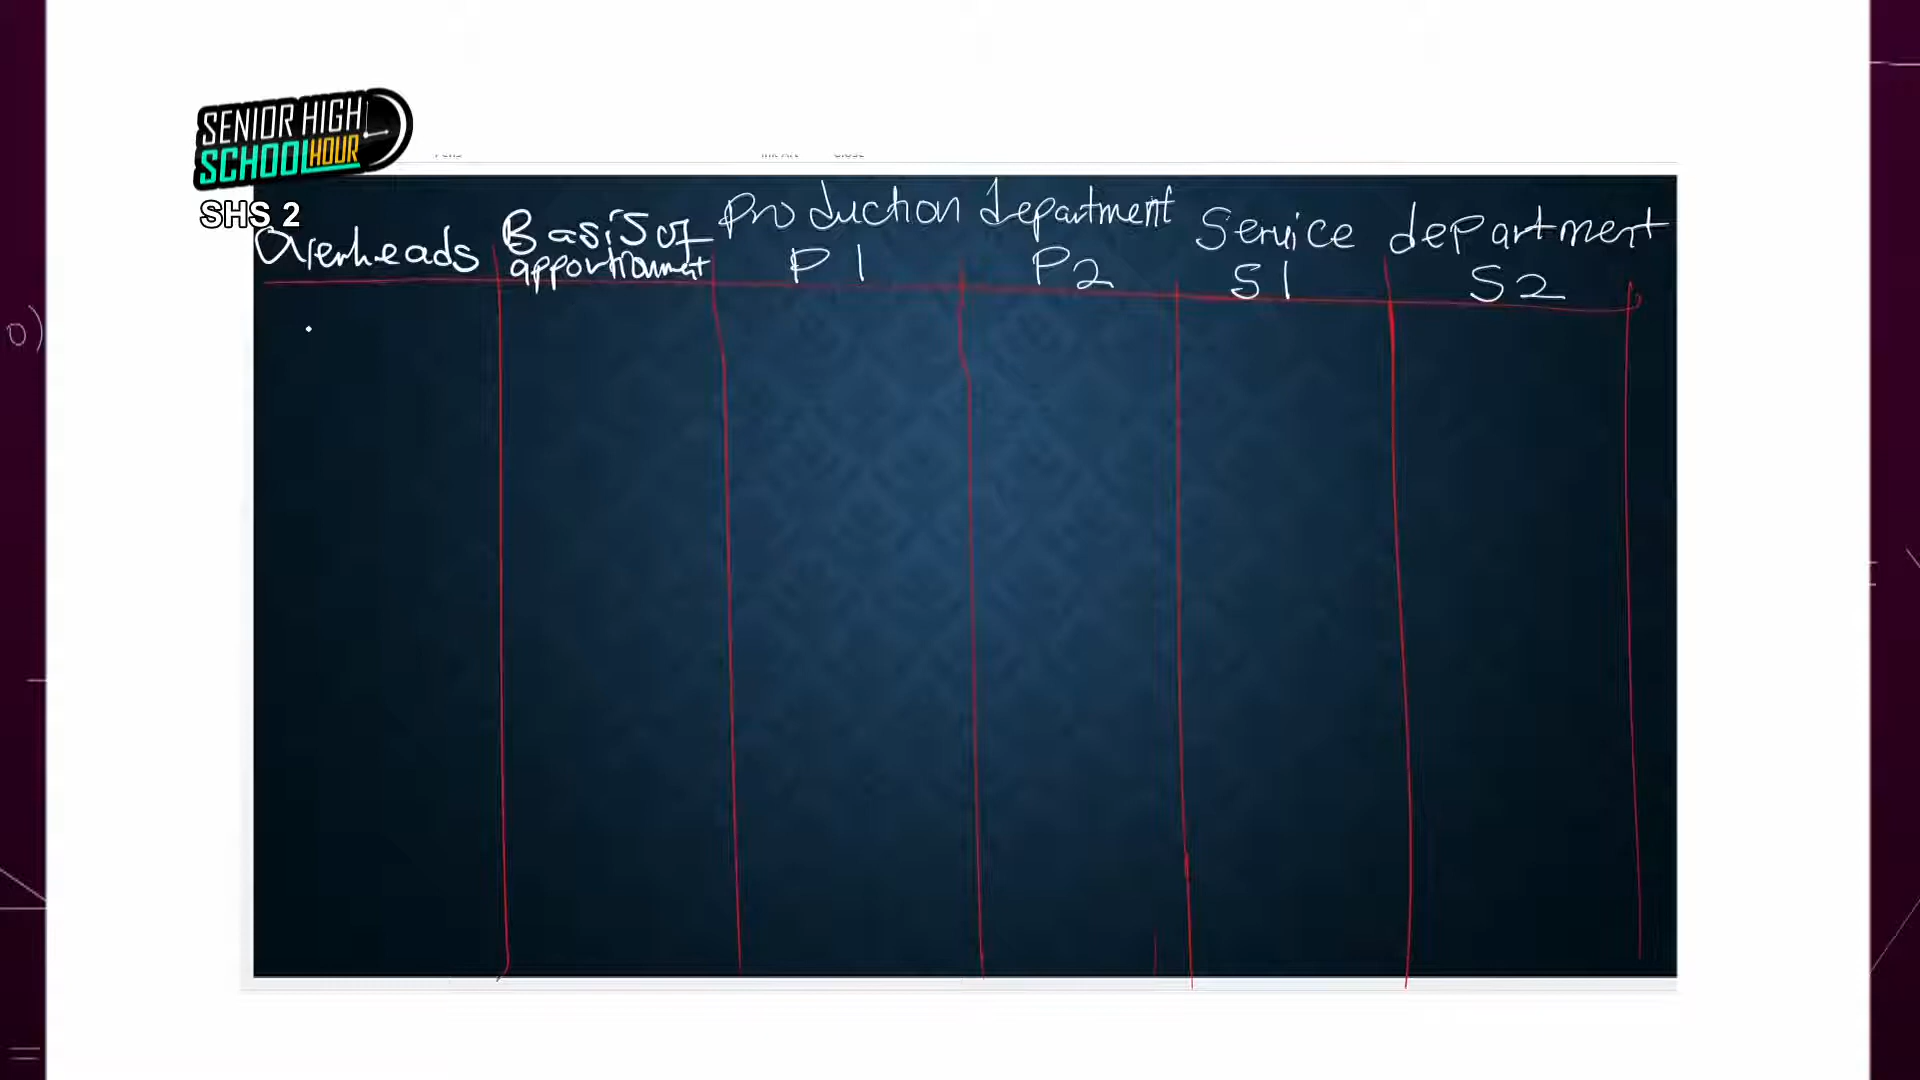 SENIOR HIGH
SCHOOL HOUR
SHS 2
Overheads
Basis of
apportionment
Production department
P1 P2
Service department
S1 S2